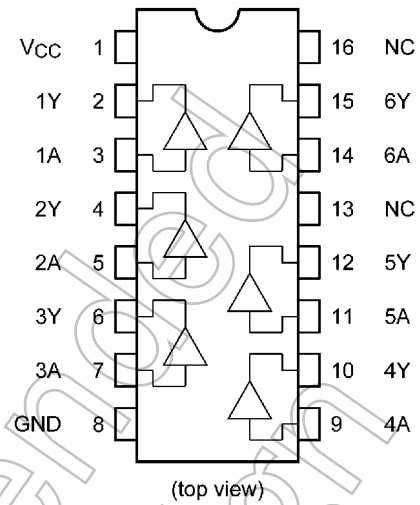 VCC 1 16 NC
1Y 2 15 6Y
1A 3 14 6A
2Y 4 13 NC
2A 5 12 5Y
3Y 6 11 5A
3A 7 10 4Y
GND 8 9 4A
(top view)